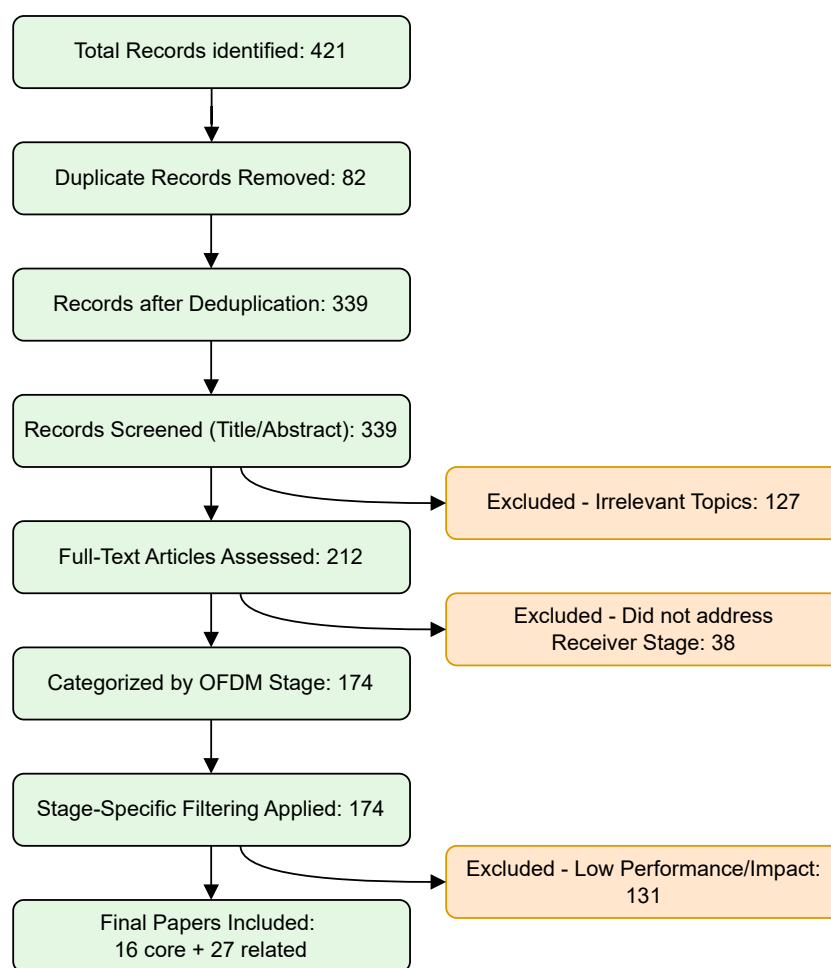 Total Records identified: 421
Duplicate Records Removed: 82
Records after Deduplication: 339
Records Screened (Title/Abstract): 339
Excluded - Irrelevant Topics: 127
Full-Text Articles Assessed: 212
Excluded - Did not address
Receiver Stage: 38
Categorized by OFDM Stage: 174
Stage-Specific Filtering Applied: 174
Excluded - Low Performance/Impact:
131
Final Papers Included:
16 core + 27 related